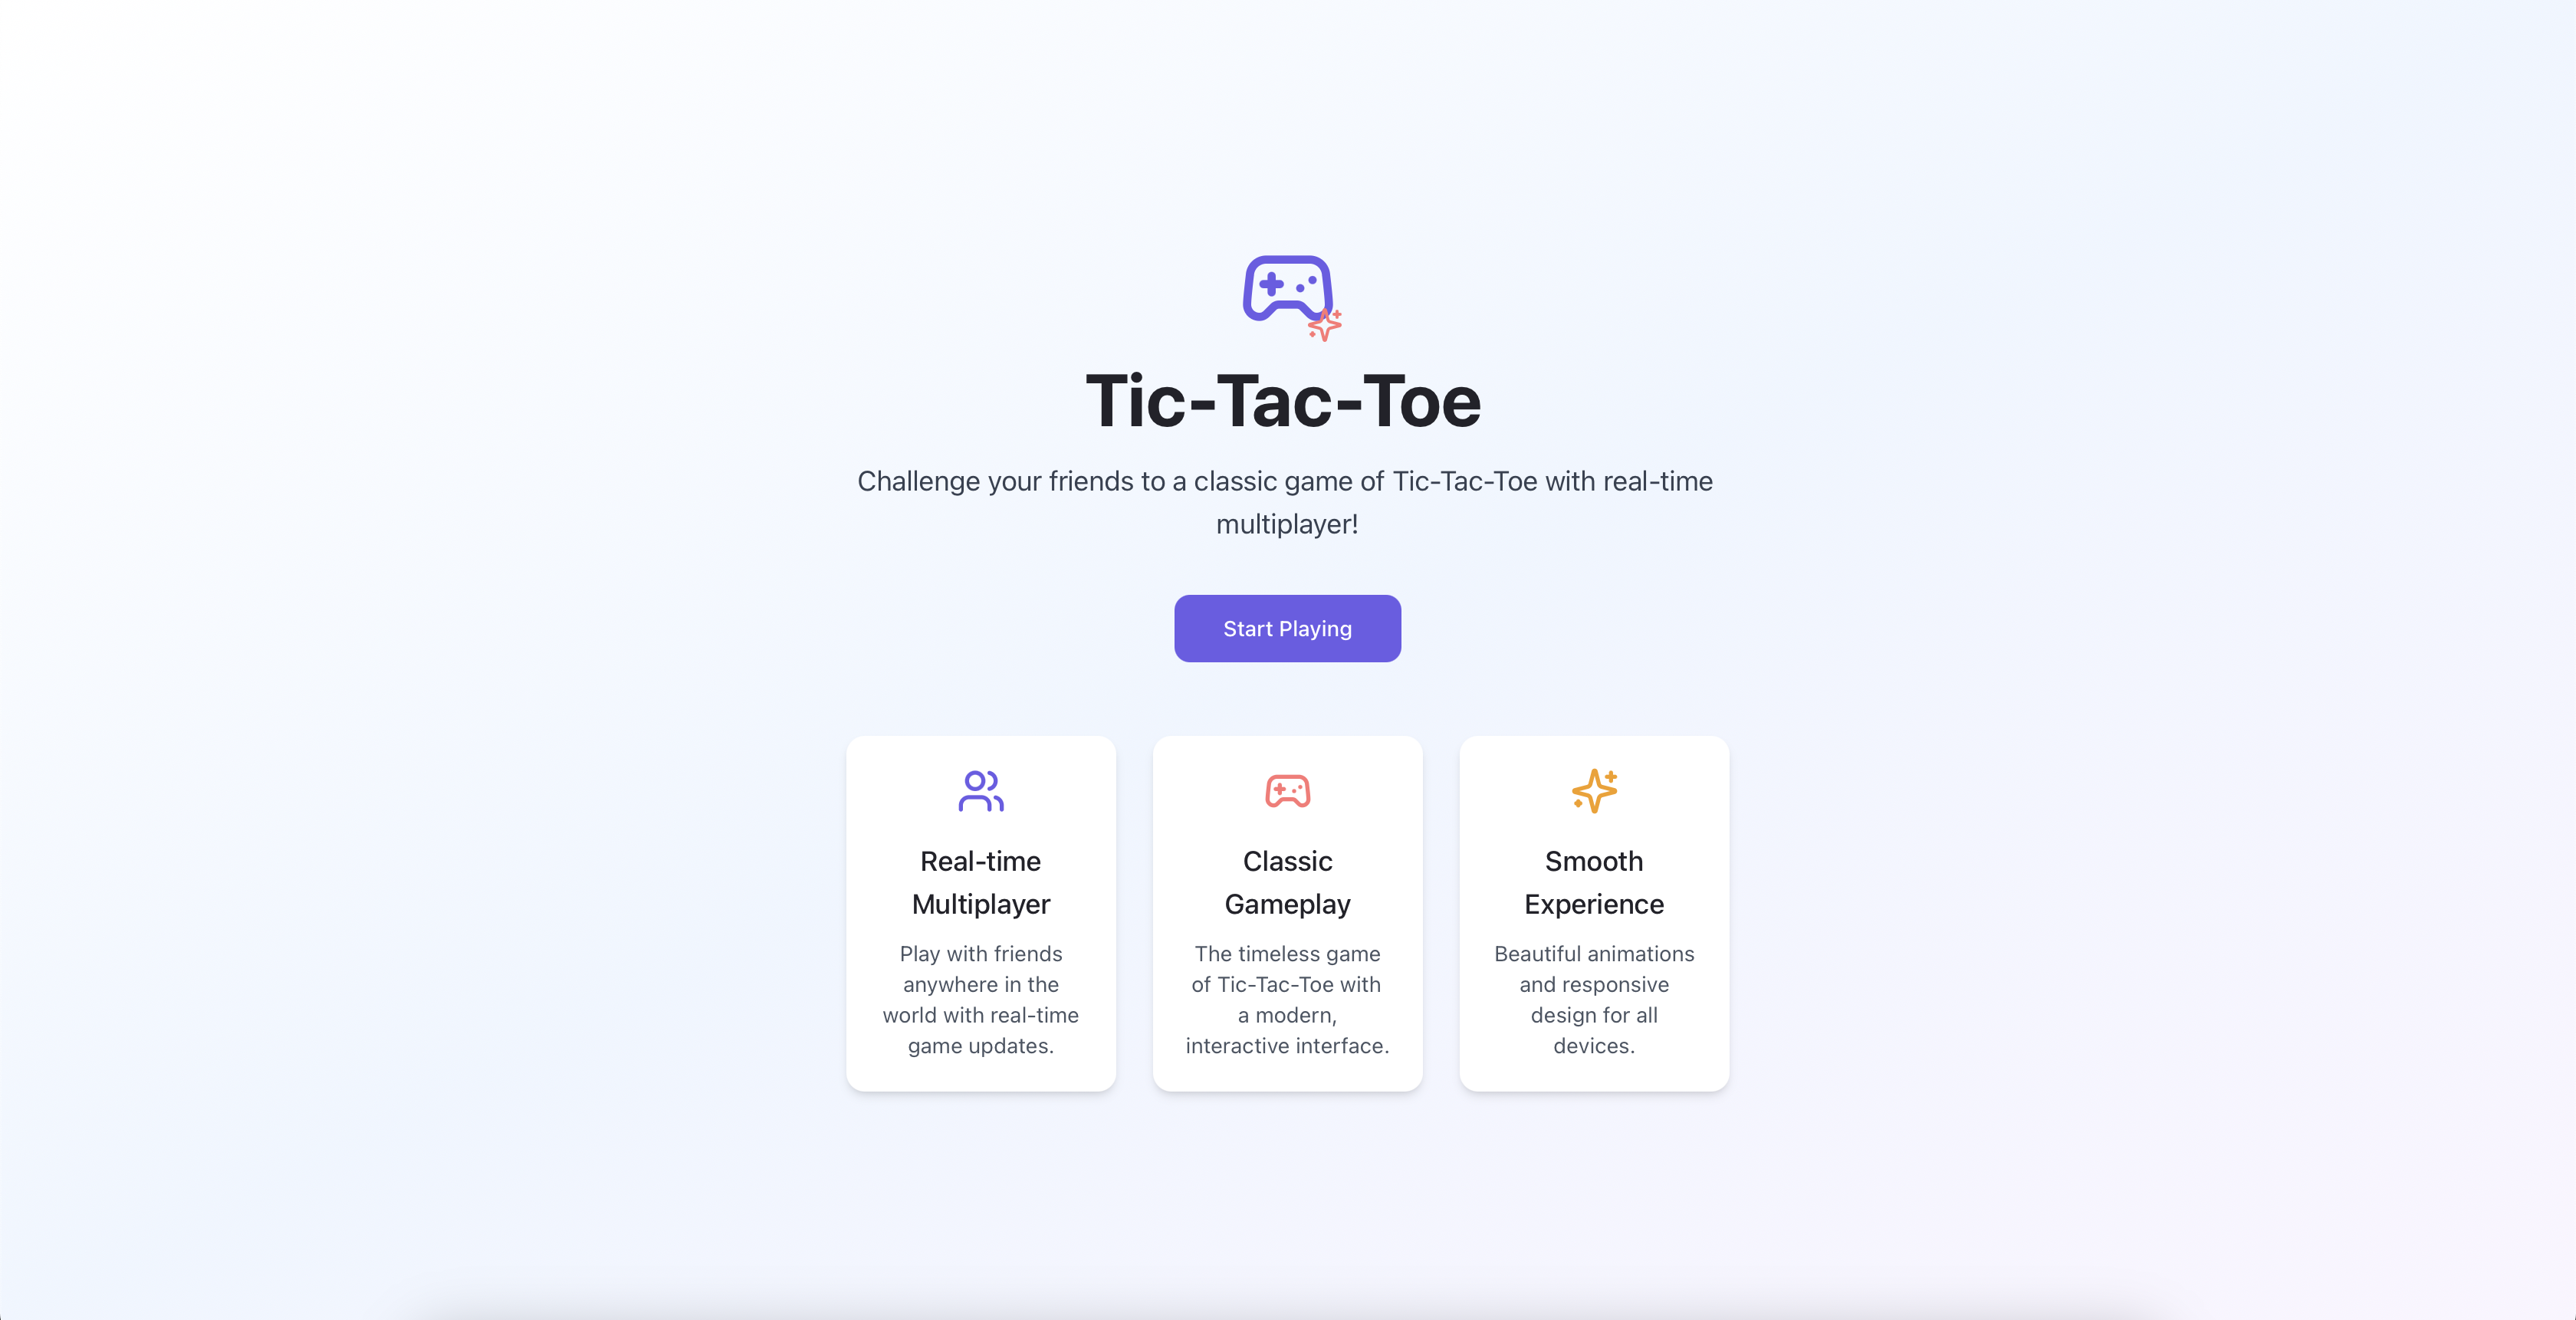 Tic-Tac-Toe
Challenge your friends to a classic game of Tic-Tac-Toe with real-time
multiplayer!
Start Playing
Real-time
Multiplayer
Play with friends
anywhere in the
world with real-time
game updates.
Classic
Gameplay
The timeless game
of Tic-Tac-Toe with
a modern,
interactive interface.
Smooth
Experience
Beautiful animations
and responsive
design for all
devices.